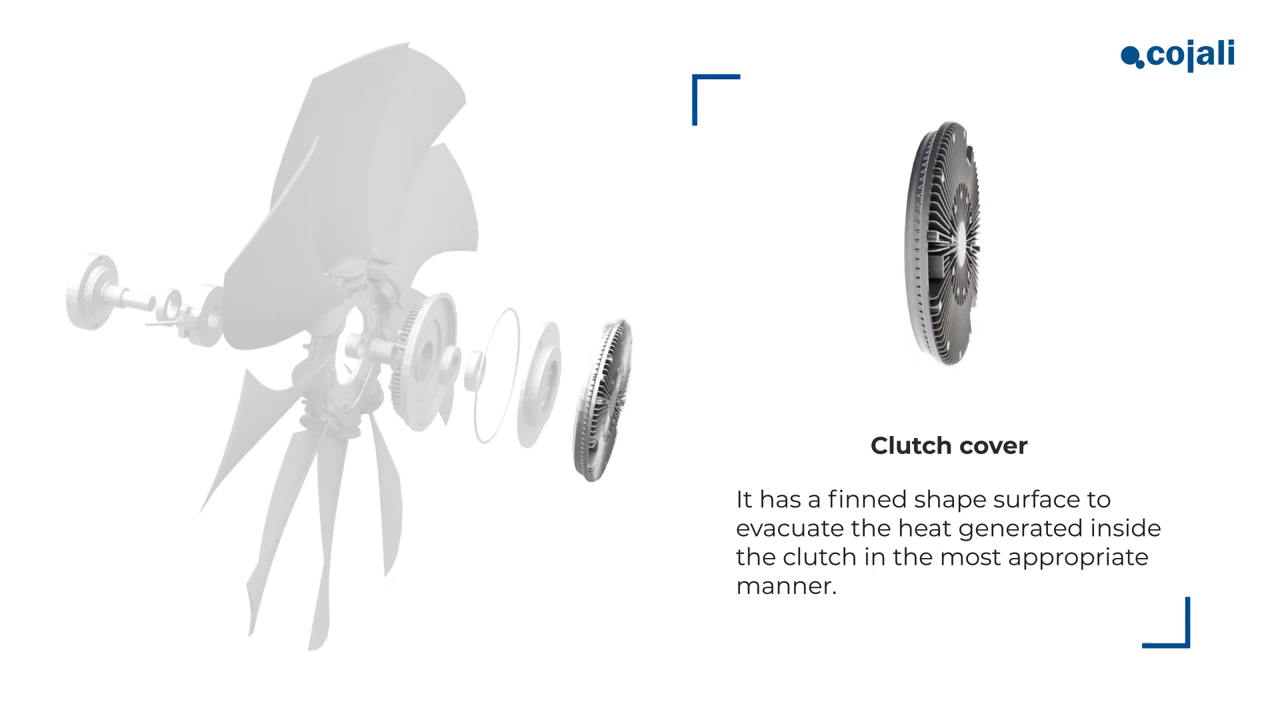 cojali
Clutch cover
It has a finned shape surface to
evacuate the heat generated inside
the clutch in the most appropriate
manner.